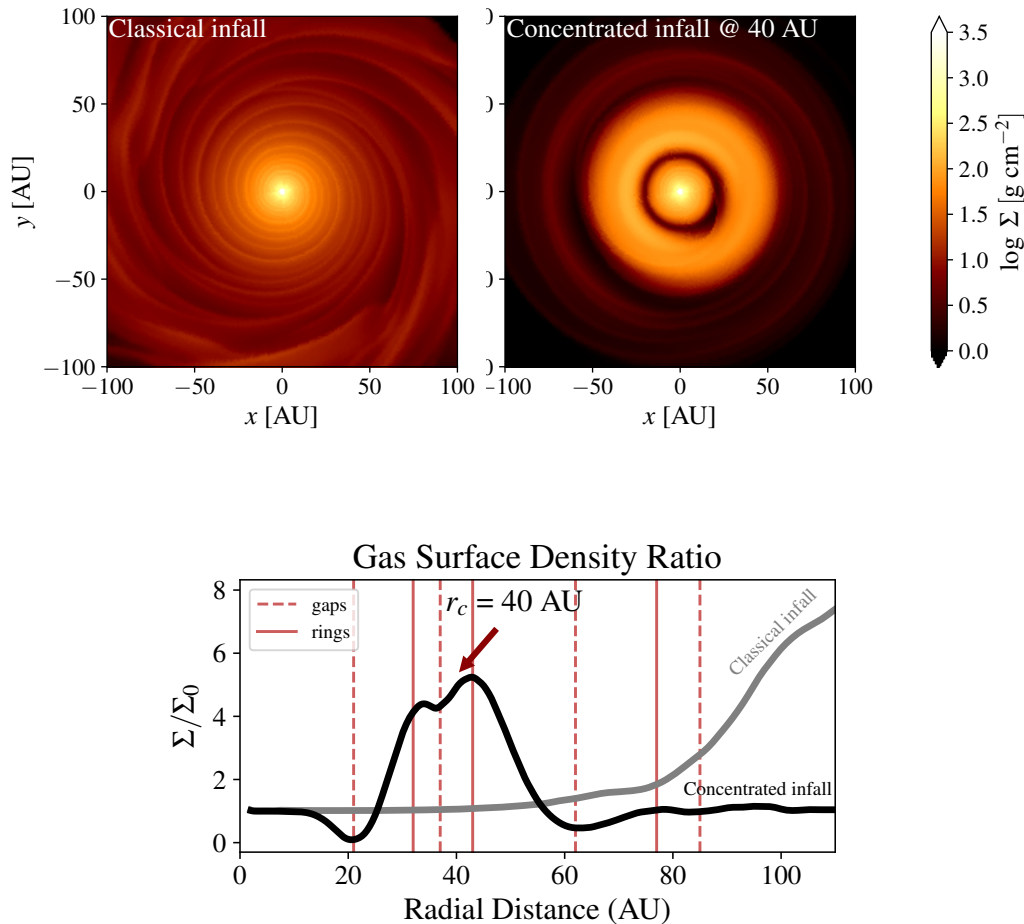 Classical infall
Concentrated infall @ 40 AU
100
50
0
−50
−100
y [AU]
−100
−50
0
50
100
x [AU]
)
)
)
)
)
−100
−50
0
50
100
x [AU]
3.5
3.0
2.5
2.0
1.5
1.0
0.5
0.0
log Σ [g cm⁻²]
Gas Surface Density Ratio
gaps
rings
r_c = 40 AU
Classical infall
Concentrated infall
8
6
4
2
0
Σ/Σ₀
0
20
40
60
80
100
Radial Distance (AU)